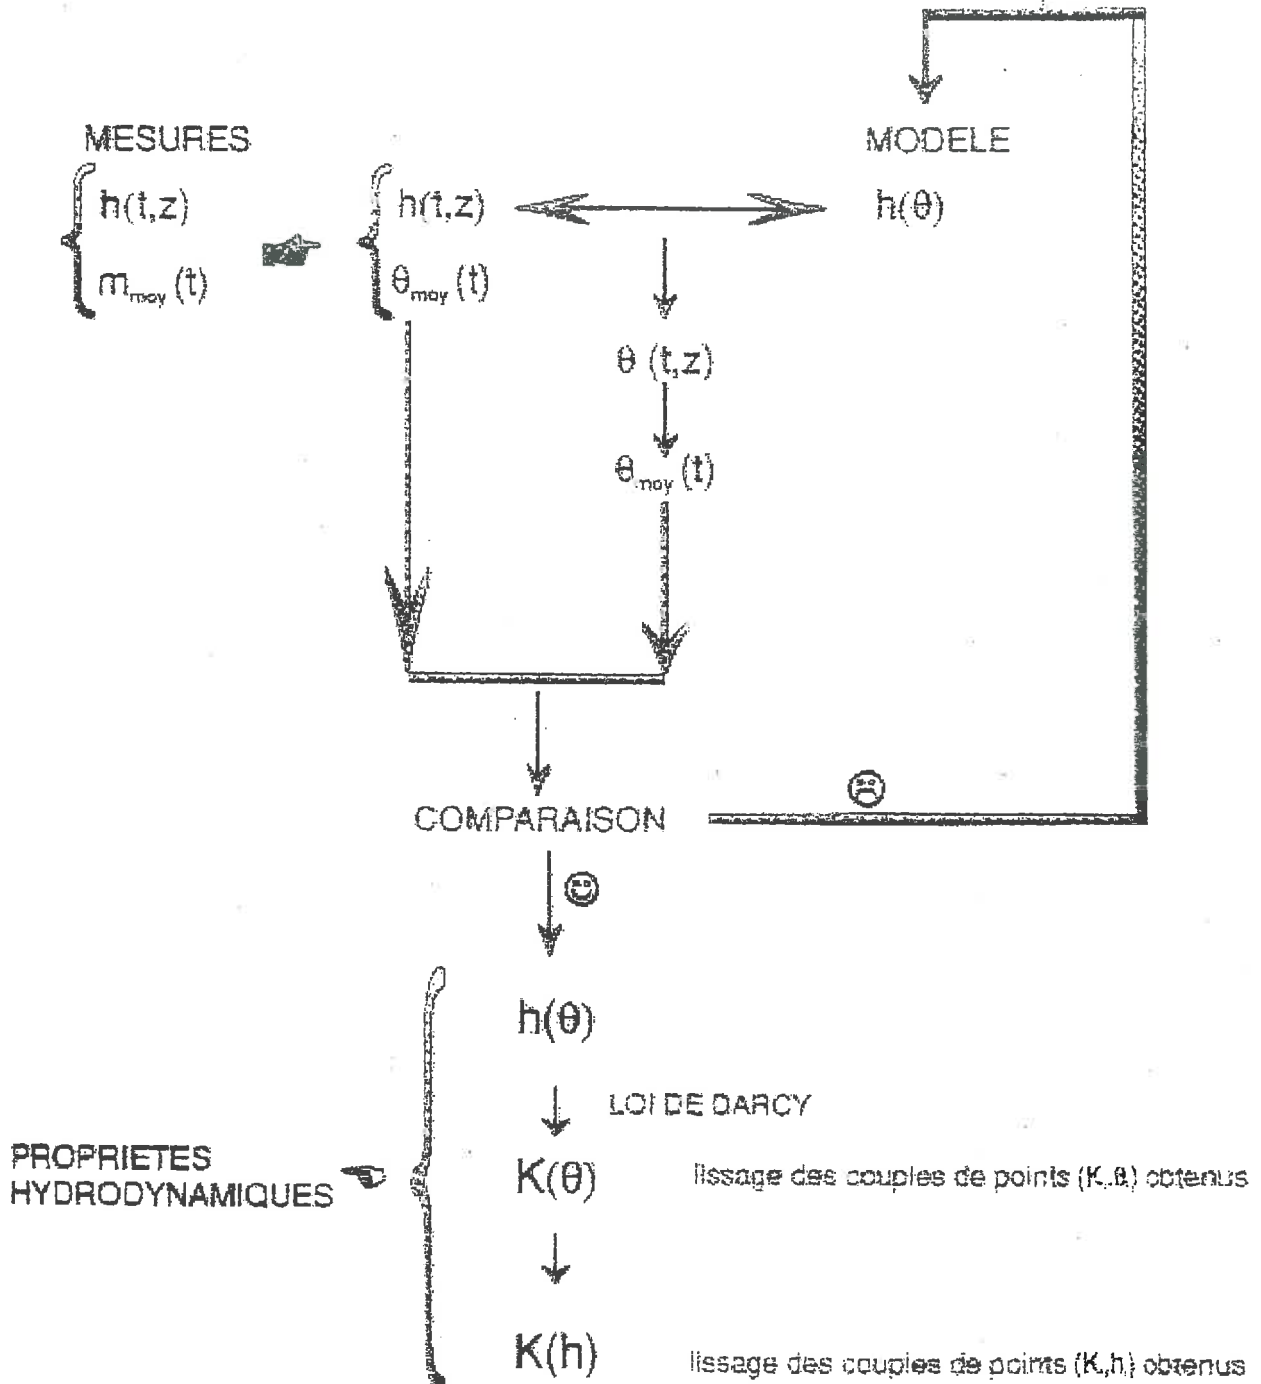 MESURES
MODELE
h(t,z)
h(t,z)
h(θ)
m_moy (t)
θ_moy (t)
θ (t,z)
θ_moy (t)
COMPARAISON
h(θ)
LOI DE DARCY
PROPRIETES
HYDRODYNAMIQUES
K(θ)
lissage des couples de points (K,θ) obtenus
K(h)
lissage des couples de points (K,h) obtenus